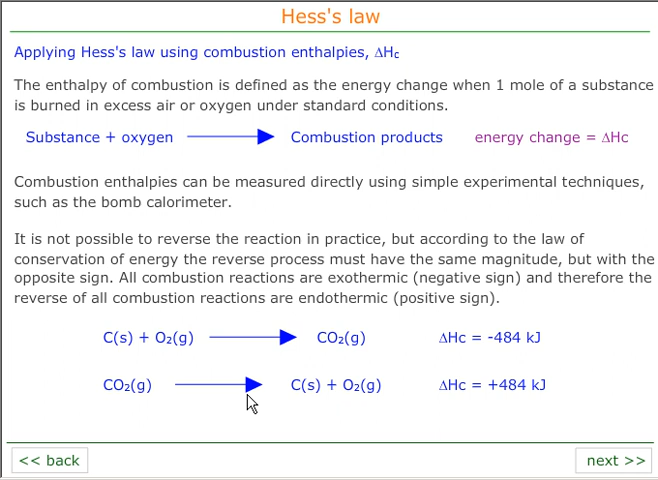 Hess's law
Applying Hess's law using combustion enthalpies, ΔHc
The enthalpy of combustion is defined as the energy change when 1 mole of a substance
is burned in excess air or oxygen under standard conditions.
Substance + oxygen Combustion products energy change = ΔHc
Combustion enthalpies can be measured directly using simple experimental techniques,
such as the bomb calorimeter.
It is not possible to reverse the reaction in practice, but according to the law of
conservation of energy the reverse process must have the same magnitude, but with the
opposite sign. All combustion reactions are exothermic (negative sign) and therefore the
reverse of all combustion reactions are endothermic (positive sign).
C(s) + O₂(g) CO₂(g) ΔHc = -484 kJ
CO₂(g) C(s) + O₂(g) ΔHc = +484 kJ
<< back next >>